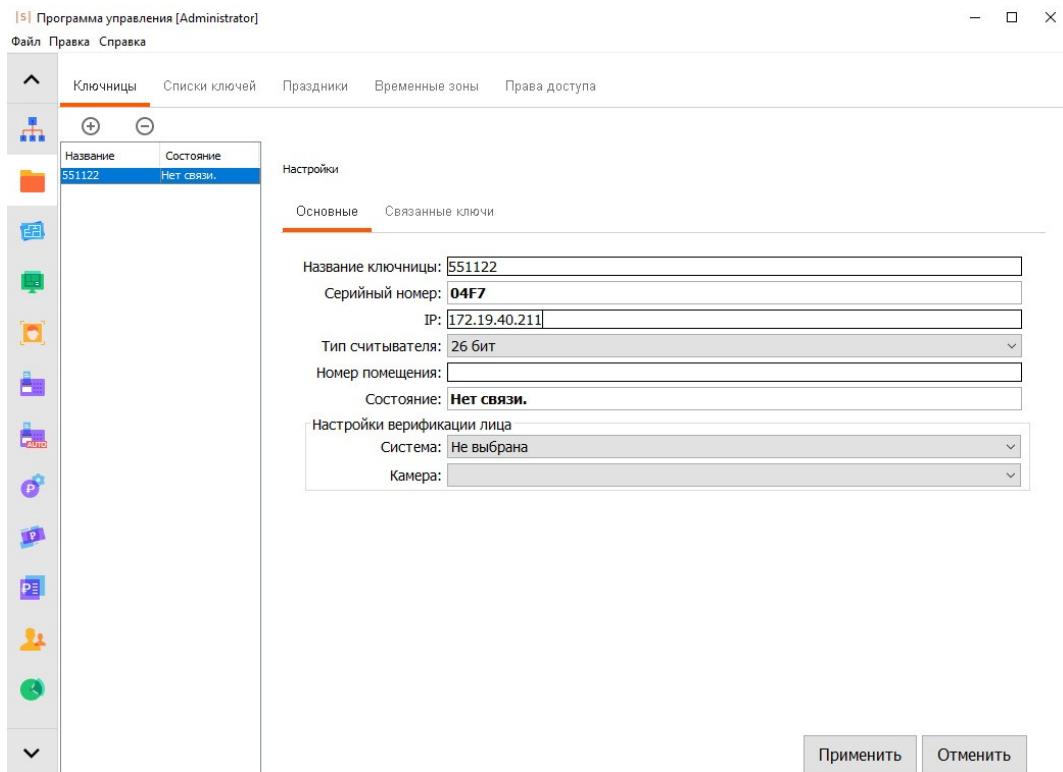 |S| Программа управления [Administrator]
Файл Правка Справка
Ключницы Списки ключей Праздники Временные зоны Права доступа
Название Состояние
551122 Нет связи.
Настройки
Основные Связанные ключи
Название ключницы: 551122
Серийный номер: 04F7
IP: 172.19.40.211
Тип считывателя: 26 бит
Номер помещения:
Состояние: Нет связи.
Настройки верификации лица
Система: Не выбрана
Камера:
AUTO
Применить Отменить